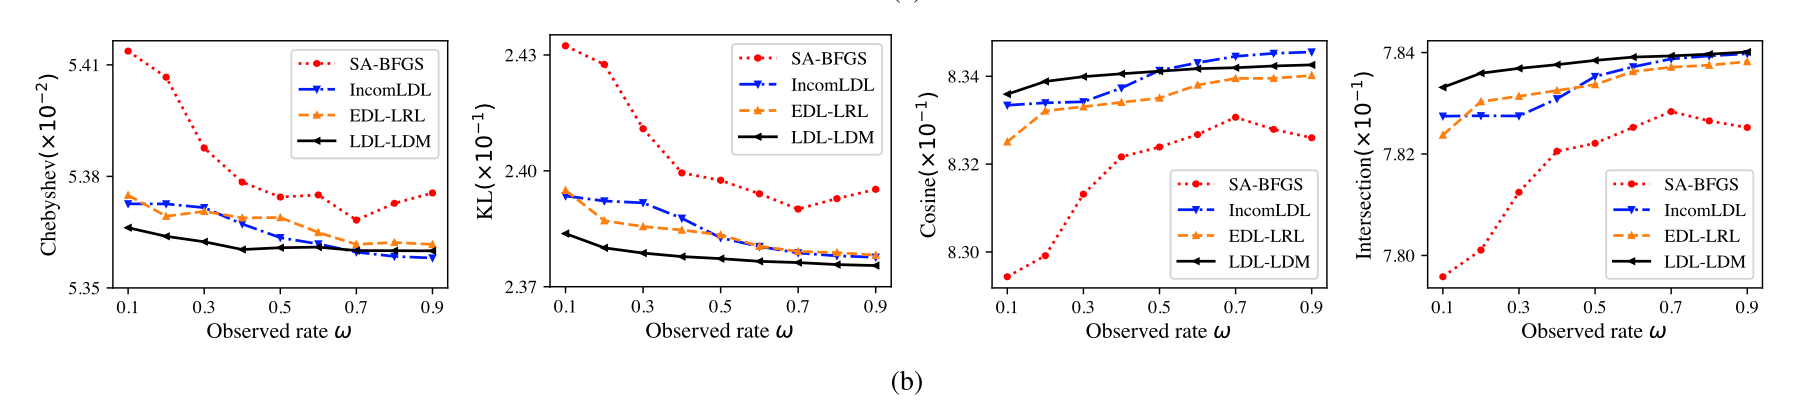 Chebyshev(×10⁻²)
5.41
5.38
5.35
SA-BFGS
IncomLDL
EDL-LRL
LDL-LDM
0.1 0.3 0.5 0.7 0.9
Observed rate ω
KL(×10⁻¹)
2.43
2.40
2.37
SA-BFGS
IncomLDL
EDL-LRL
LDL-LDM
0.1 0.3 0.5 0.7 0.9
Observed rate ω
Cosine(×10⁻¹)
8.34
8.32
8.30
SA-BFGS
IncomLDL
EDL-LRL
LDL-LDM
0.1 0.3 0.5 0.7 0.9
Observed rate ω
Intersection(×10⁻¹)
7.84
7.82
7.80
SA-BFGS
IncomLDL
EDL-LRL
LDL-LDM
0.1 0.3 0.5 0.7 0.9
Observed rate ω
(b)